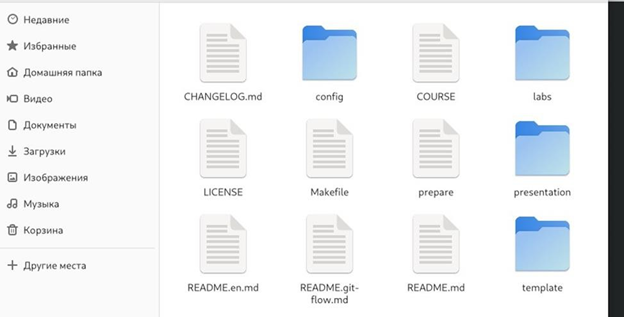 Недавние
Избранные
Домашняя папка
Видео
Документы
Загрузки
Изображения
Музыка
Корзина
Другие места
CHANGELOG.md
config
COURSE
labs
LICENSE
Makefile
prepare
presentation
README.en.md
README.git-
flow.md
README.md
template